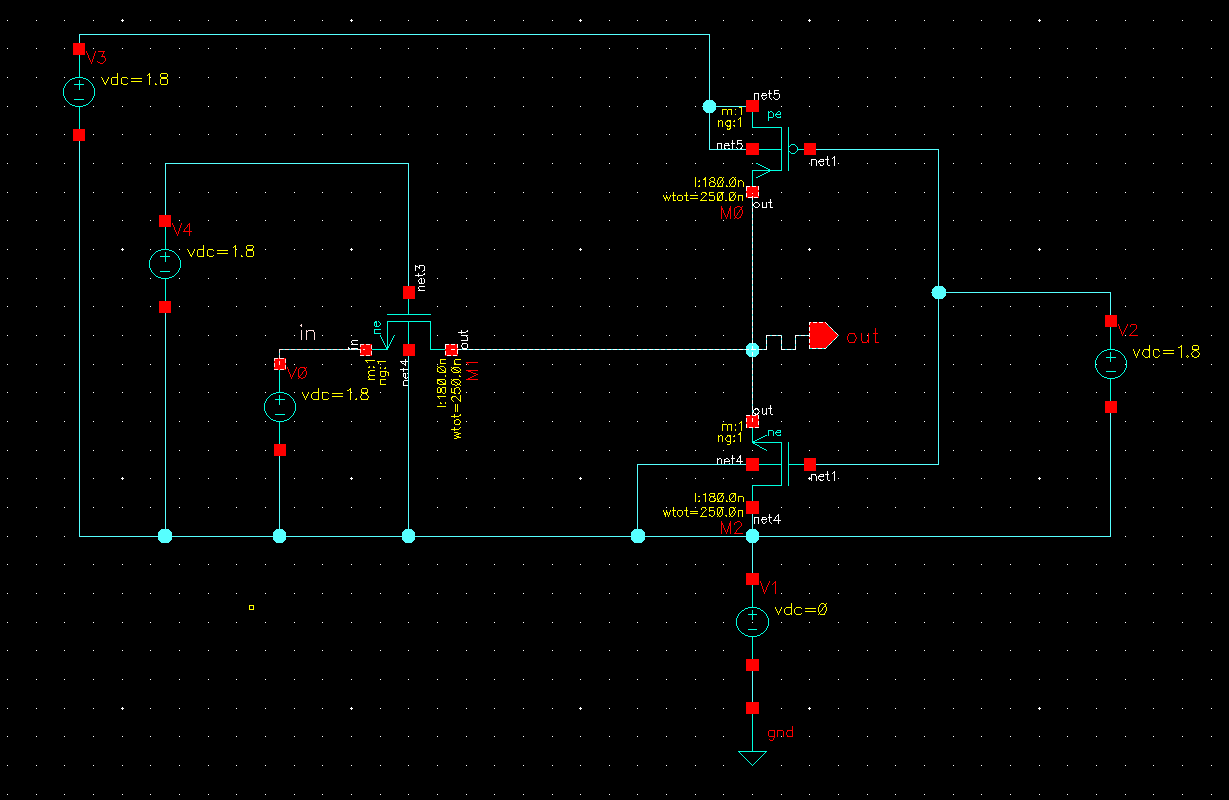 V3
vdc=1.8
net5
pe
m:1
ng:1
net5
net1
l:180.0n
wtot=250.0n
out
M0
V4
vdc=1.8
net3
in
in
ne
out
m:1
ng:1
net4
l:180.0n
wtot=250.0n
M1
V0
vdc=1.8
out
V2
vdc=1.8
out
m:1
ne
ng:1
net4
net1
l:180.0n
wtot=250.0n
net4
M2
V1
vdc=0
gnd